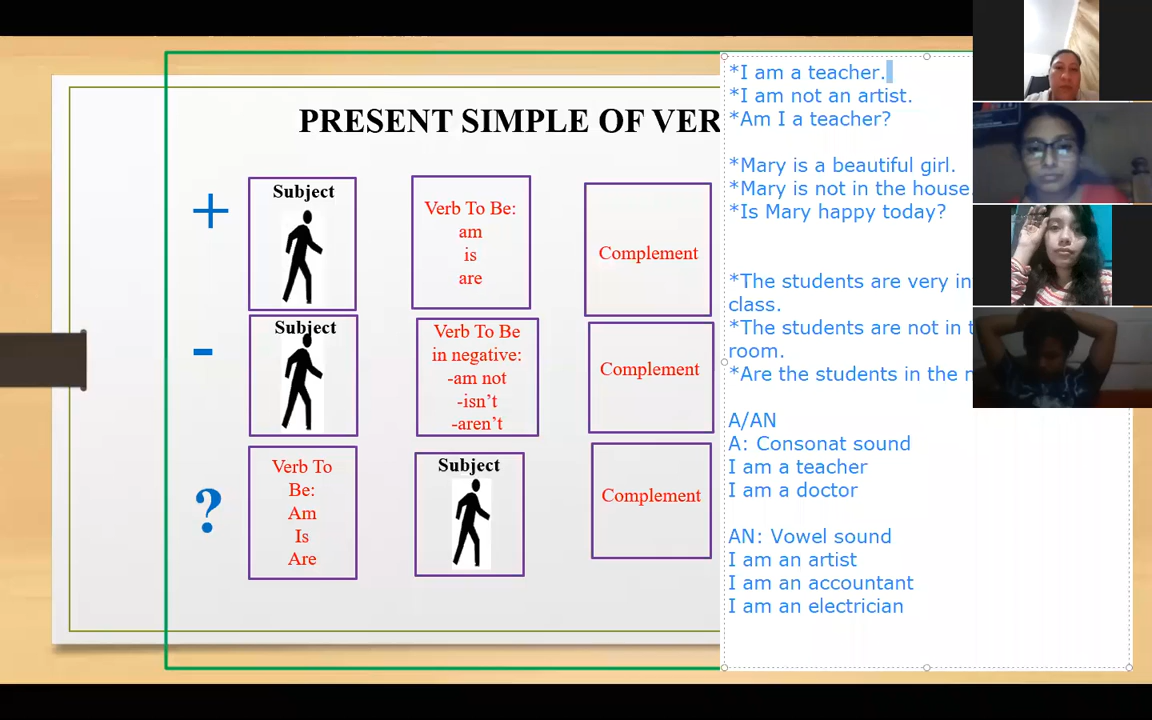 PRESENT SIMPLE OF VER
+
Subject
Verb To Be:
am
is
are
Complement
-
Subject
Verb To Be
in negative:
-am not
-isn't
-aren't
Complement
?
Verb To
Be:
Am
Is
Are
Subject
Complement
*I am a teacher.
*I am not an artist.
*Am I a teacher?
*Mary is a beautiful girl.
*Mary is not in the house.
*Is Mary happy today?
*The students are very
class.
*The students are not in
room.
*Are the students in the
A/AN
A: Consonat sound
I am a teacher
I am a doctor
AN: Vowel sound
I am an artist
I am an accountant
I am an electrician